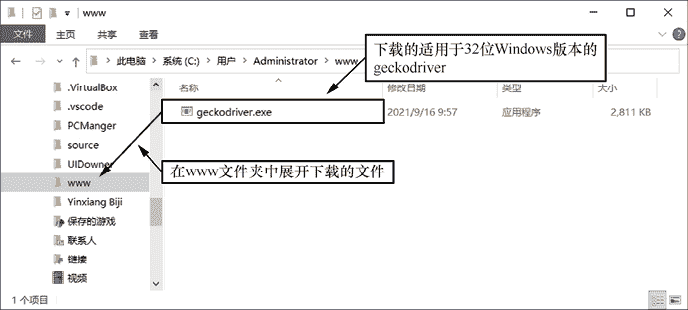 www
文件
主页
共享
查看
此电脑 › 系统 (C:) › 用户 › Administrator › www
下载的适用于32位Windows版本的
geckodriver
名称
修改日期
类型
大小
.VirtualBox
.vscode
PCManger
source
UIDowner
www
Yinxiang Biji
保存的游戏
联系人
链接
视频
geckodriver.exe
2021/9/16 9:57
应用程序
2,811 KB
在www文件夹中展开下载的文件
1 个项目